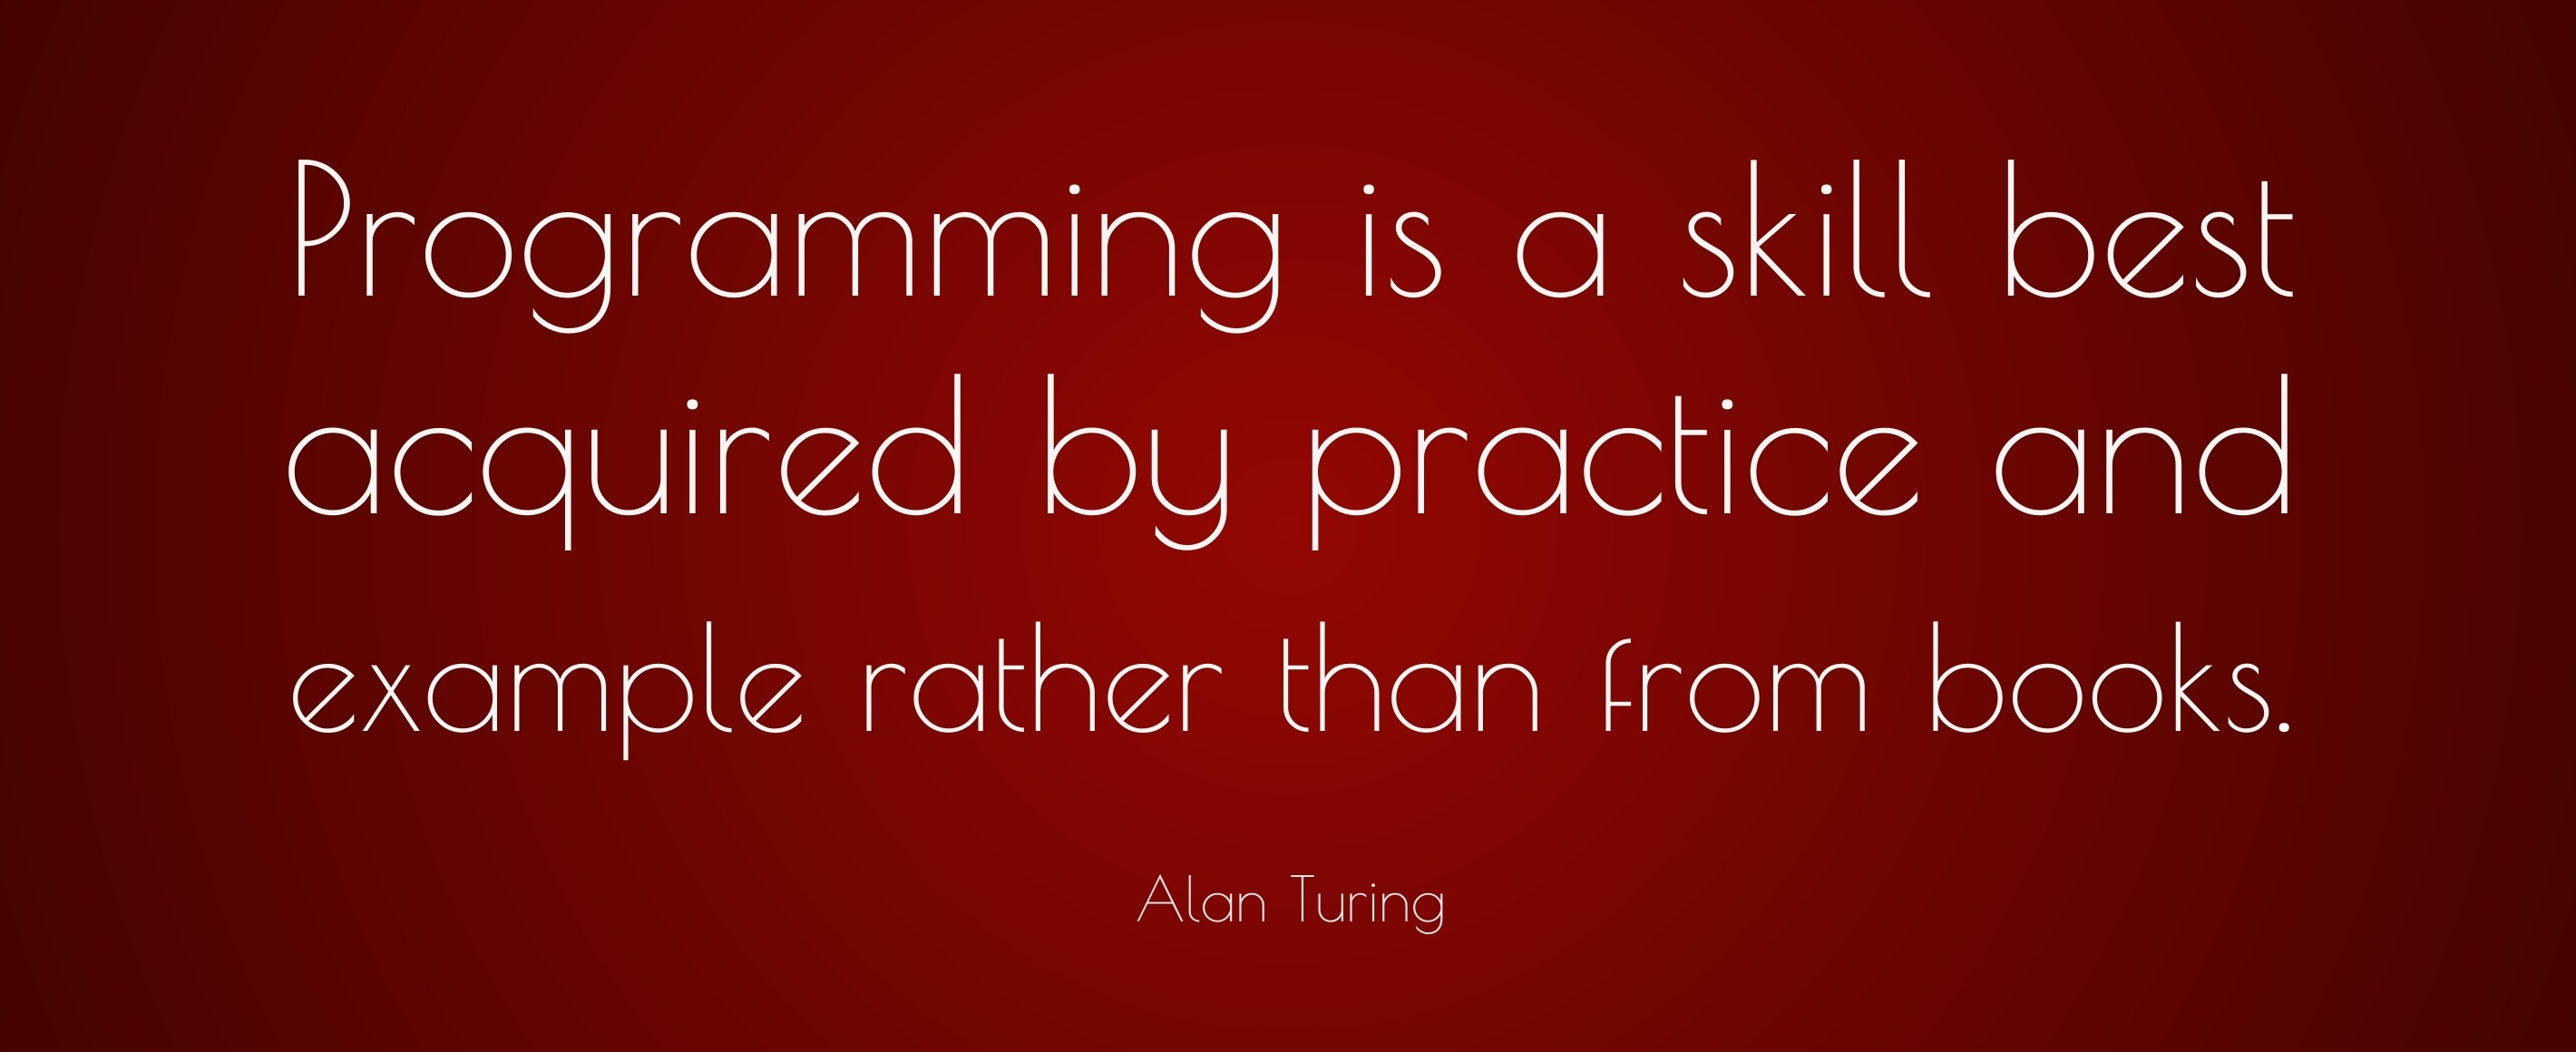 Programming is a skill best
acquired by practice and
example rather than from books.
Alan Turing